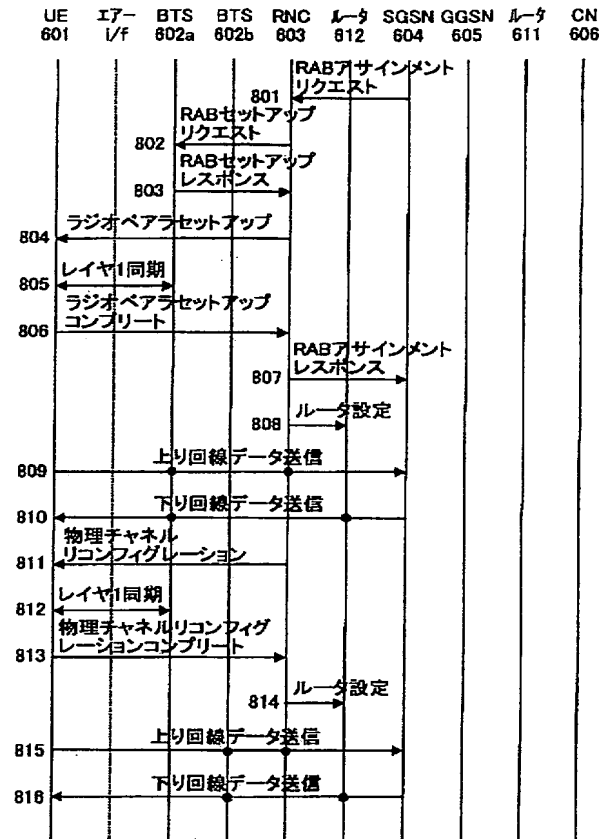 UE エアー BTS BTS RNC ルータ SGSN GGSN ルータ CN
601 i/f 602a 602b 603 612 604 605 611 606
RABアサインメント
リクエスト
801
RABセットアップ
リクエスト
802
RABセットアップ
レスポンス
803
ラジオベアラセットアップ
804
レイヤ1同期
805
ラジオベアラセットアップ
コンプリート
806
RABアサインメント
レスポンス
807
ルータ設定
808
上り回線データ送信
809
下り回線データ送信
810
物理チャネル
リコンフィグレーション
811
レイヤ1同期
812
物理チャネルリコンフィグ
レーションコンプリート
813
ルータ設定
814
上り回線データ送信
815
下り回線データ送信
816